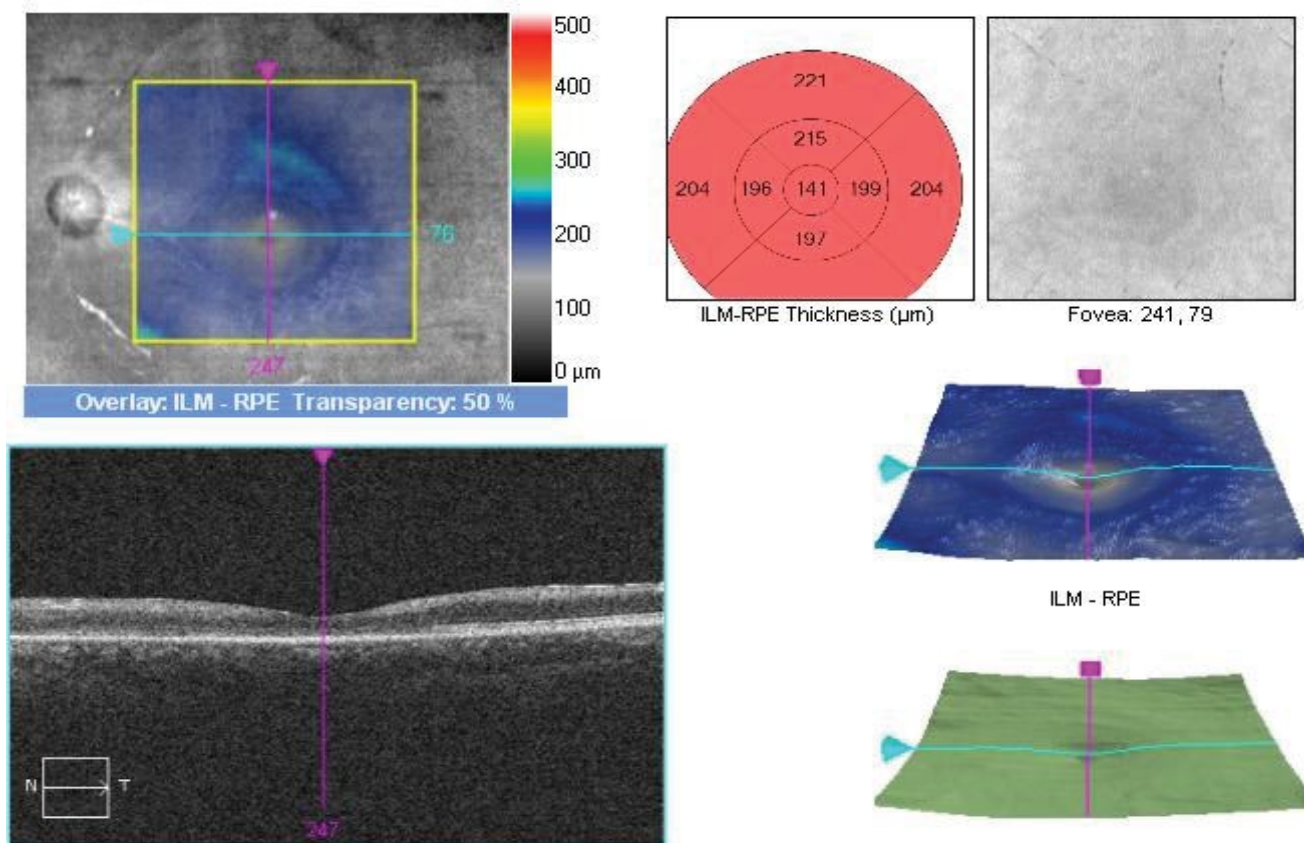 500
400
300
200
100
0 µm
76
247
Overlay: ILM - RPE Transparency: 50 %
221
215
204 196 141 199 204
197
ILM-RPE Thickness (µm)
Fovea: 241, 79
N T
247
ILM - RPE